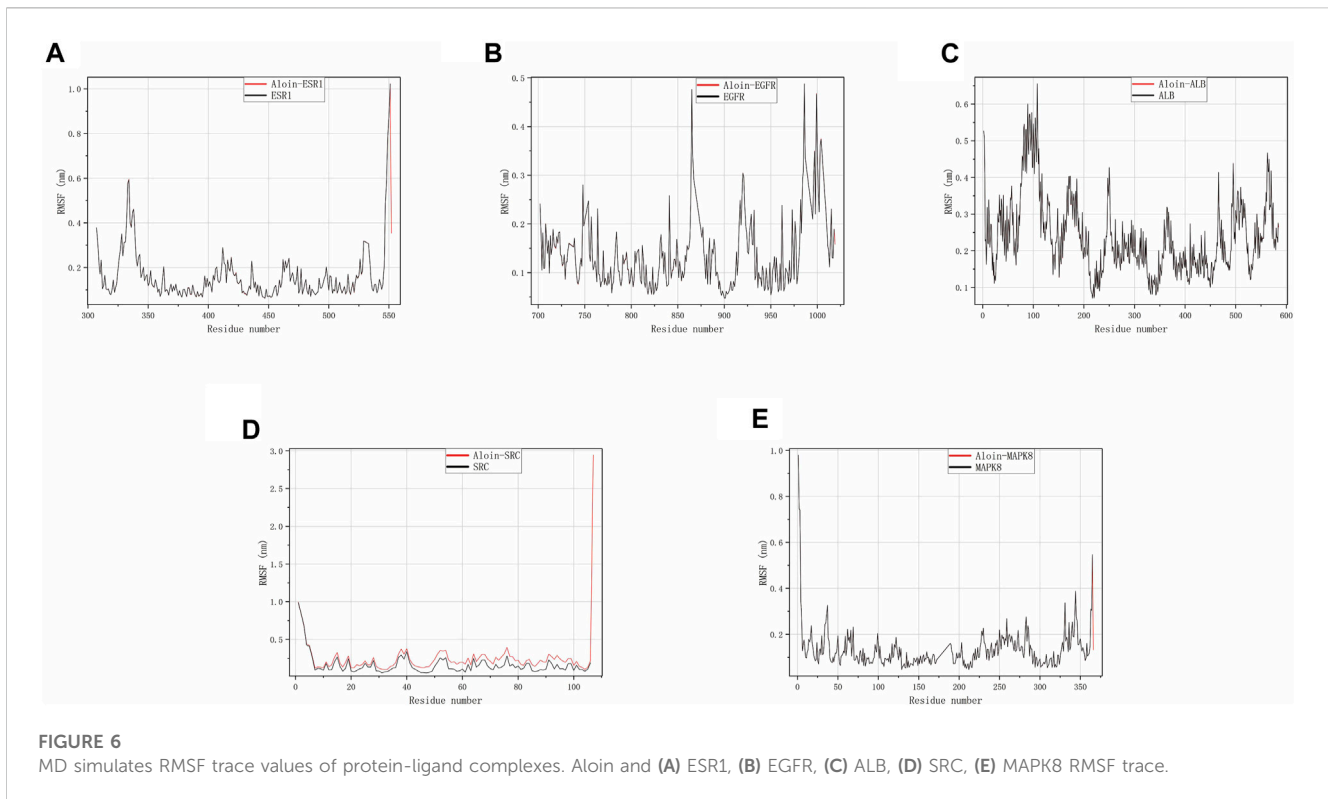 A
Aloin-ESR1
ESR1
1. 0
0. 8
0. 6
0. 4
0. 2
RMSF (nm)
300 350 400 450 500 550
Residue number
B
Aloin-EGFR
EGFR
0. 5
0. 4
0. 3
0. 2
0. 1
RMSF (nm)
700 750 800 850 900 950 1000
Residue number
C
Aloin-ALB
ALB
0. 6
0. 5
0. 4
0. 3
0. 2
0. 1
RMSF (nm)
0 100 200 300 400 500 600
Residue number
D
Aloin-SRC
SRC
3. 0
2. 5
2. 0
1. 5
1. 0
0. 5
RMSF (nm)
0 20 40 60 80 100
Residue number
E
Aloin-MAPK8
MAPK8
1. 0
0. 8
0. 6
0. 4
0. 2
RMSF (nm)
0 50 100 150 200 250 300 350
Residue number
FIGURE 6
MD simulates RMSF trace values of protein-ligand complexes. Aloin and (A) ESR1, (B) EGFR, (C) ALB, (D) SRC, (E) MAPK8 RMSF trace.